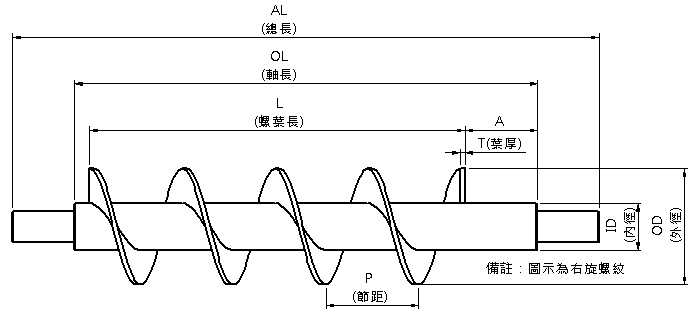 AL
(總長)
OL
(軸長)
L
(螺葉長)
A
T(葉厚)
ID
(內徑)
OD
(外徑)
P
(節距)
備註：圖示為右旋螺紋